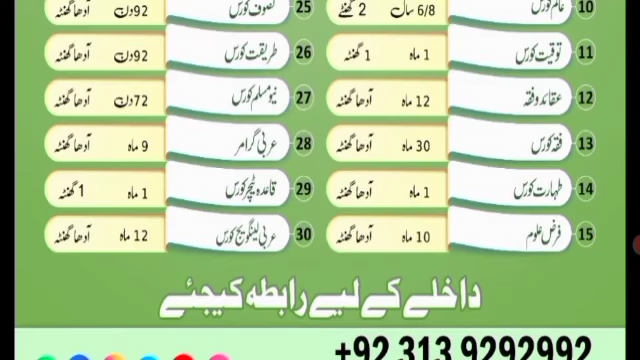 10 عالم کورس 6/8 سال 2 گھنٹے
11 توقیت کورس 1 ماہ 1 گھنٹہ
12 عقائد و فقہ 12 ماہ آدھا گھنٹہ
13 فقہ کورس 30 ماہ آدھا گھنٹہ
14 طہارت کورس 1 ماہ آدھا گھنٹہ
15 فرض علوم 10 ماہ آدھا گھنٹہ
25 تصوف کورس 92 دن آدھا گھنٹہ
26 طریقت کورس 92 دن آدھا گھنٹہ
27 نیو مسلم کورس 72 دن آدھا گھنٹہ
28 عربی گرامر 9 ماہ آدھا گھنٹہ
29 قاعدہ ٹیچر کورس 1 ماہ 1 گھنٹہ
30 عربی لینگویج کورس 12 ماہ آدھا گھنٹہ
داخلے کے لیے رابطہ کیجئے
+92 313 9292992